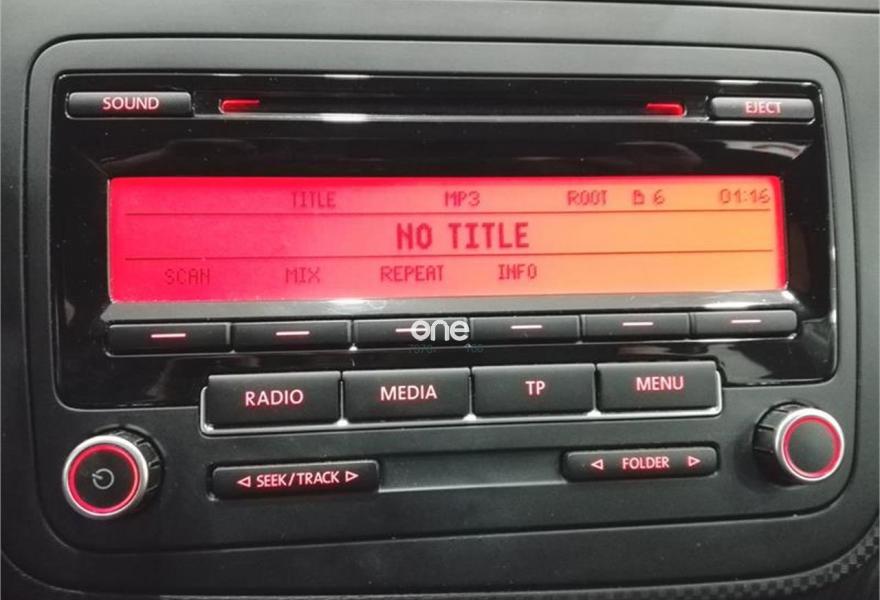 SOUND EJECT
TITLE MP3 ROOT 6 01:16
NO TITLE
SCAN MIX REPEAT INFO
one
RADIO MEDIA TP MENU
SEEK/TRACK FOLDER